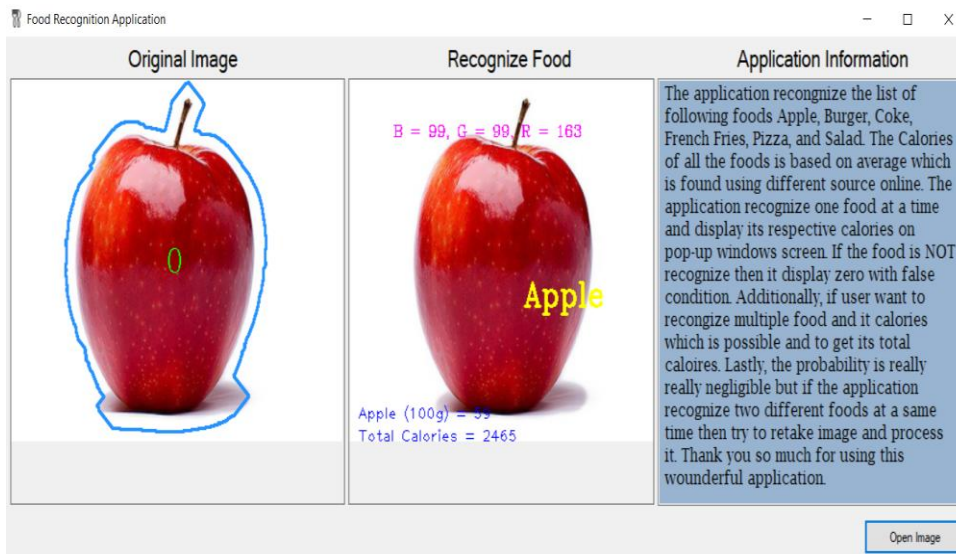 Food Recognition Application
Original Image
Recognize Food
Application Information
0
B = 99, G = 99, R = 163
Apple
Apple (100g) = 59
Total Calories = 2465
The application recongnize the list of
following foods Apple, Burger, Coke,
French Fries, Pizza, and Salad. The Calories
of all the foods is based on average which
is found using different source online. The
application recognize one food at a time
and display its respective calories on
pop-up windows screen. If the food is NOT
recognize then it display zero with false
condition. Additionally, if user want to
recongize multiple food and it calories
which is possible and to get its total
caloires. Lastly, the probability is really
really negligible but if the application
recognize two different foods at a same
time then try to retake image and process
it. Thank you so much for using this
wounderful application.
Open Image